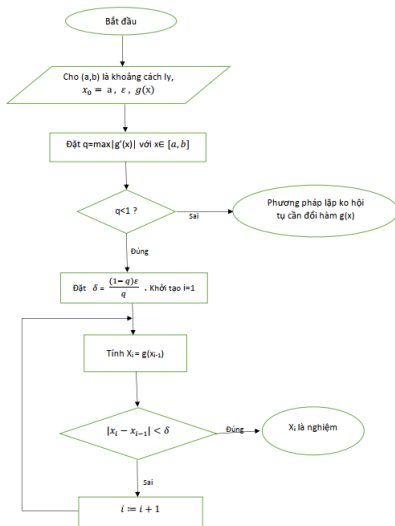 Bắt đầu
Cho (a,b) là khoảng cách ly,
x₀ = a , ε , g(x)
Đặt q=max|g'(x)| với x∈ [a, b]
q<1 ?
Sai
Phương pháp lặp ko hội
tụ cần đổi hàm g(x)
Đúng
Đặt δ = (1−q)ε/q . Khởi tạo i=1
Tính Xᵢ = g(xᵢ₋₁)
|xᵢ − xᵢ₋₁| < δ
Đúng
Xᵢ là nghiệm
Sai
i ≔ i + 1